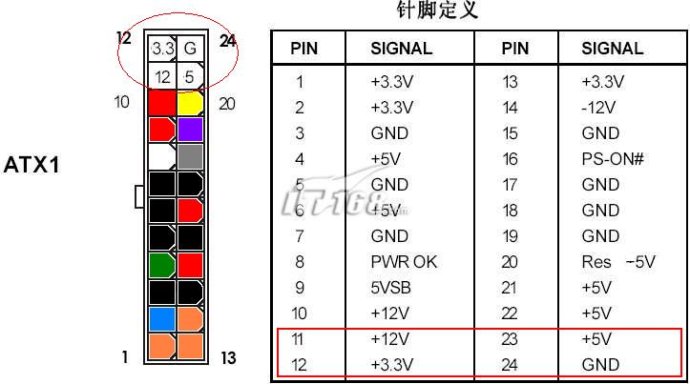 针脚定义
12 24
3.3 G
12 5
10 20
ATX1
1 13
PIN SIGNAL PIN SIGNAL
1 +3.3V 13 +3.3V
2 +3.3V 14 -12V
3 GND 15 GND
4 +5V 16 PS-ON#
5 GND 17 GND
6 +5V 18 GND
7 GND 19 GND
8 PWR OK 20 Res ~5V
9 5VSB 21 +5V
10 +12V 22 +5V
11 +12V 23 +5V
12 +3.3V 24 GND
IT168.com